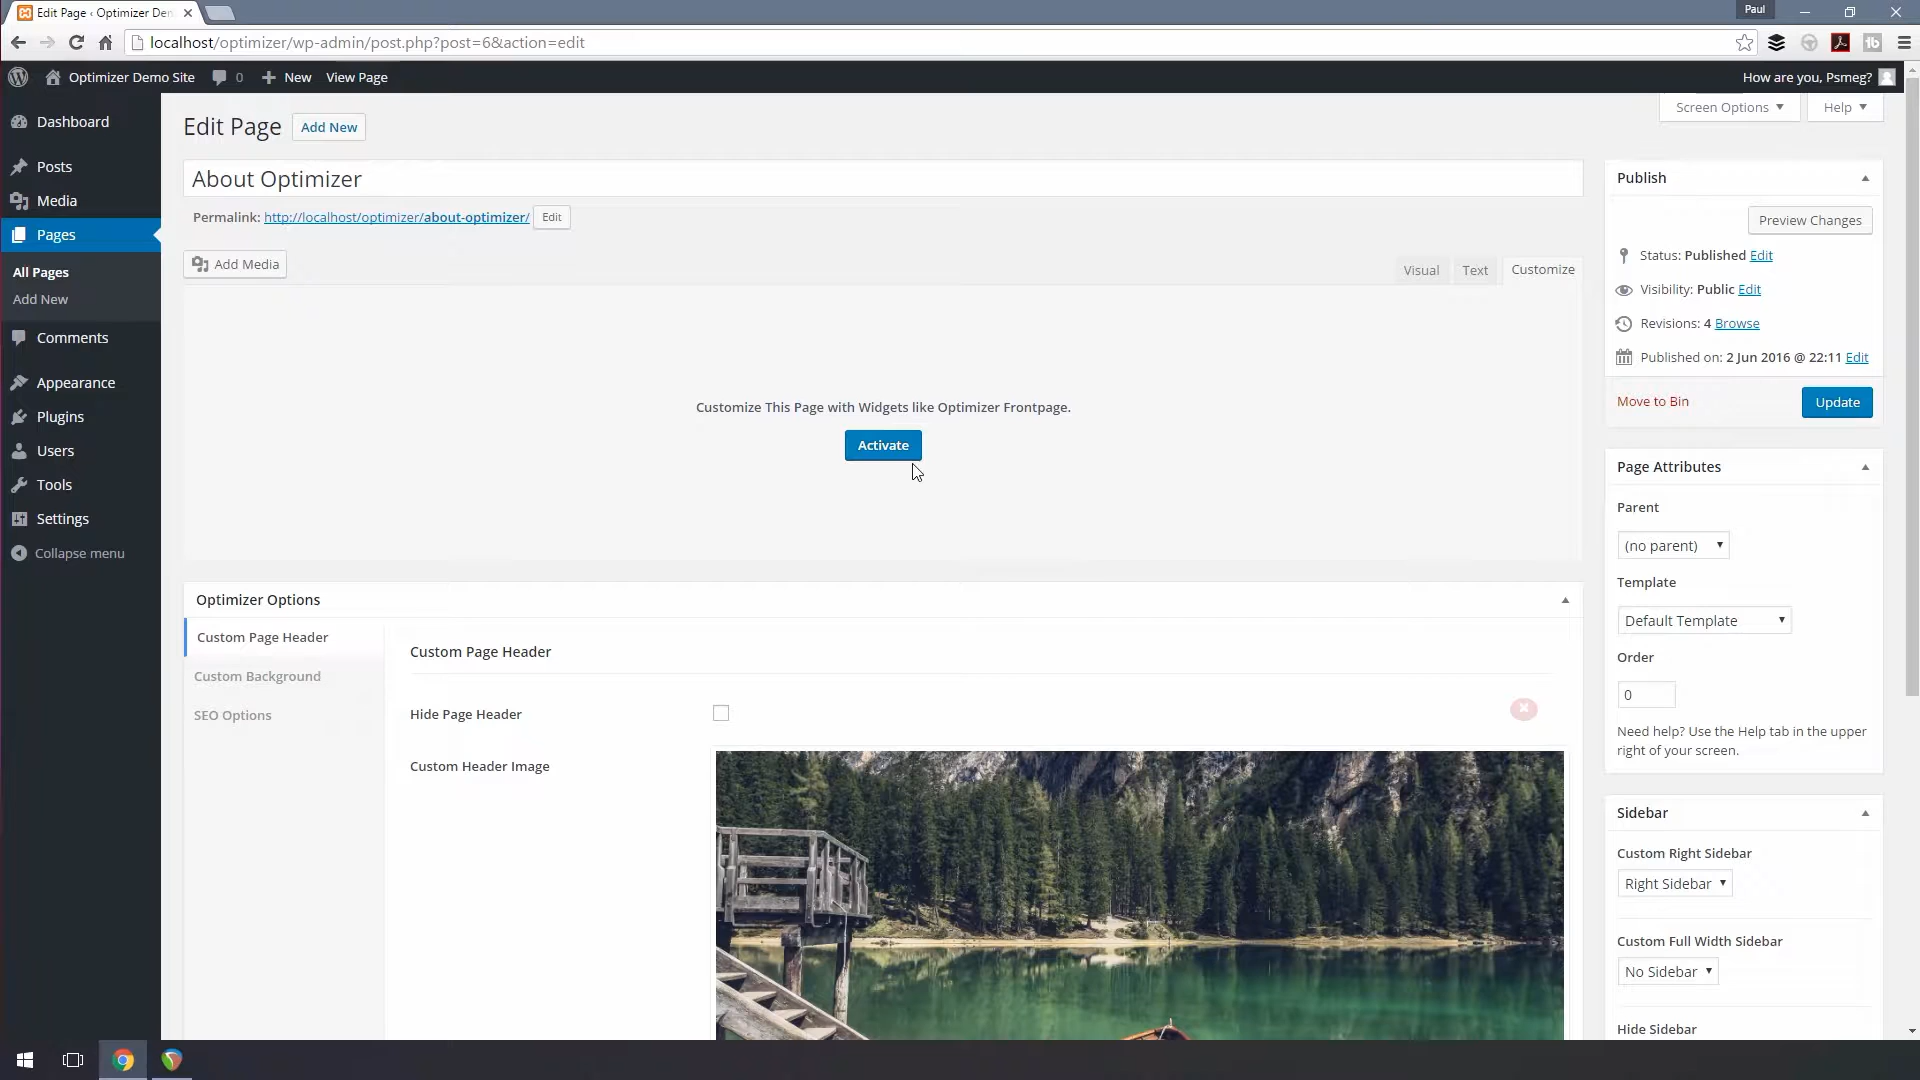 Edit Page ‹ Optimizer Den
Paul
localhost/optimizer/wp-admin/post.php?post=6&action=edit
Optimizer Demo Site
0
New
View Page
How are you, Psmeg?
Dashboard
Posts
Media
Pages
All Pages
Add New
Comments
Appearance
Plugins
Users
Tools
Settings
Collapse menu
Screen Options
Help
Edit Page
Add New
About Optimizer
Permalink: http://localhost/optimizer/about-optimizer/ Edit
Add Media
Visual
Text
Customize
Customize This Page with Widgets like Optimizer Frontpage.
Activate
Optimizer Options
Custom Page Header
Custom Background
SEO Options
Custom Page Header
Hide Page Header
Custom Header Image
Publish
Preview Changes
Status: Published Edit
Visibility: Public Edit
Revisions: 4 Browse
Published on: 2 Jun 2016 @ 22:11 Edit
Move to Bin
Update
Page Attributes
Parent
(no parent)
Template
Default Template
Order
0
Need help? Use the Help tab in the upper
right of your screen.
Sidebar
Custom Right Sidebar
Right Sidebar
Custom Full Width Sidebar
No Sidebar
Hide Sidebar